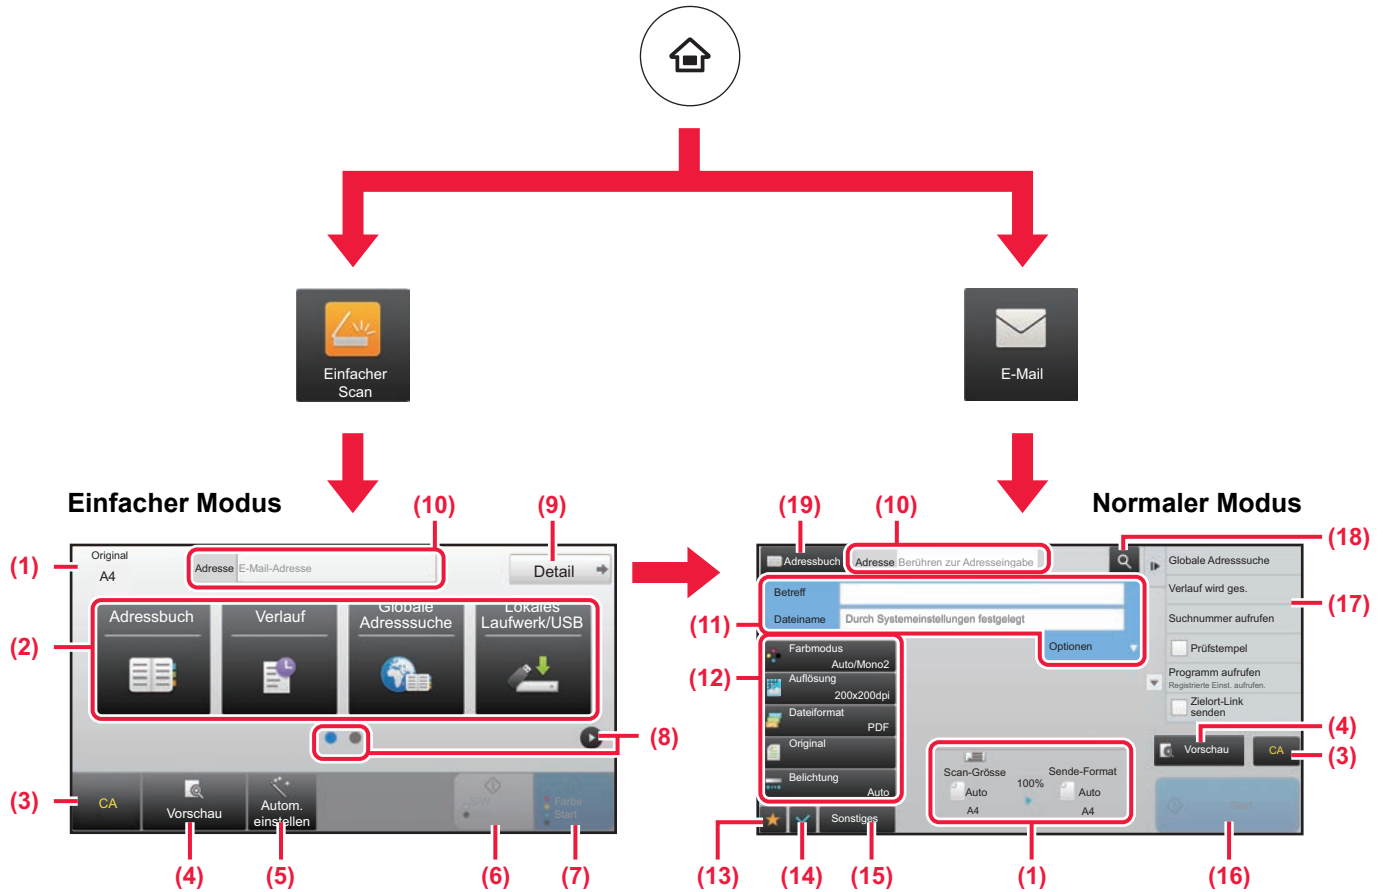 Einfacher
Scan
E-Mail
Einfacher Modus
Normaler Modus
(10)
(9)
(19)
(10)
(18)
(1)
Original
A4
Adresse
E-Mail-Adresse
Detail
(2)
Adressbuch
Verlauf
Globale
Adresssuche
Lokales
Laufwerk/USB
(8)
(3)
CA
Vorschau
Autom.
einstellen
S/W
Start
Farbe
Start
(4)
(5)
(6)
(7)
Adressbuch
Adresse
Berühren zur Adresseingabe
Globale Adresssuche
Verlauf wird ges.
(17)
Suchnummer aufrufen
Prüfstempel
Programm aufrufen
Registrierte Einst. aufrufen.
Zielort-Link
senden
(11)
Betreff
Dateiname
Durch Systemeinstellungen festgelegt
Optionen
(12)
Farbmodus
Auto/Mono2
Auflösung
200x200dpi
Dateiformat
PDF
Original
Belichtung
Auto
Scan-Grösse
100%
Sende-Format
Auto
Auto
A4
A4
(4)
Vorschau
CA
(3)
Sonstiges
Start
(13)
(14)
(15)
(1)
(16)